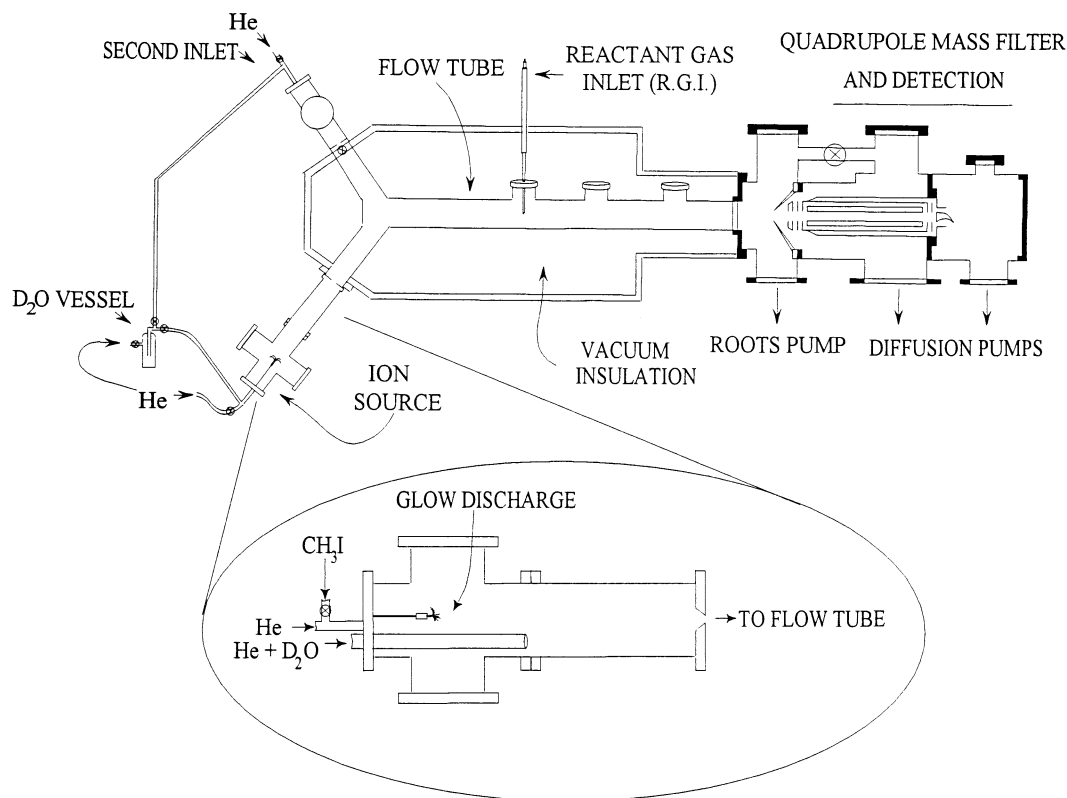 He
SECOND INLET
FLOW TUBE
REACTANT GAS
INLET (R.G.I.)
QUADRUPOLE MASS FILTER
AND DETECTION
D₂O VESSEL
He
ION
SOURCE
VACUUM
INSULATION
ROOTS PUMP
DIFFUSION PUMPS
GLOW DISCHARGE
CH₃I
He
He + D₂O
TO FLOW TUBE